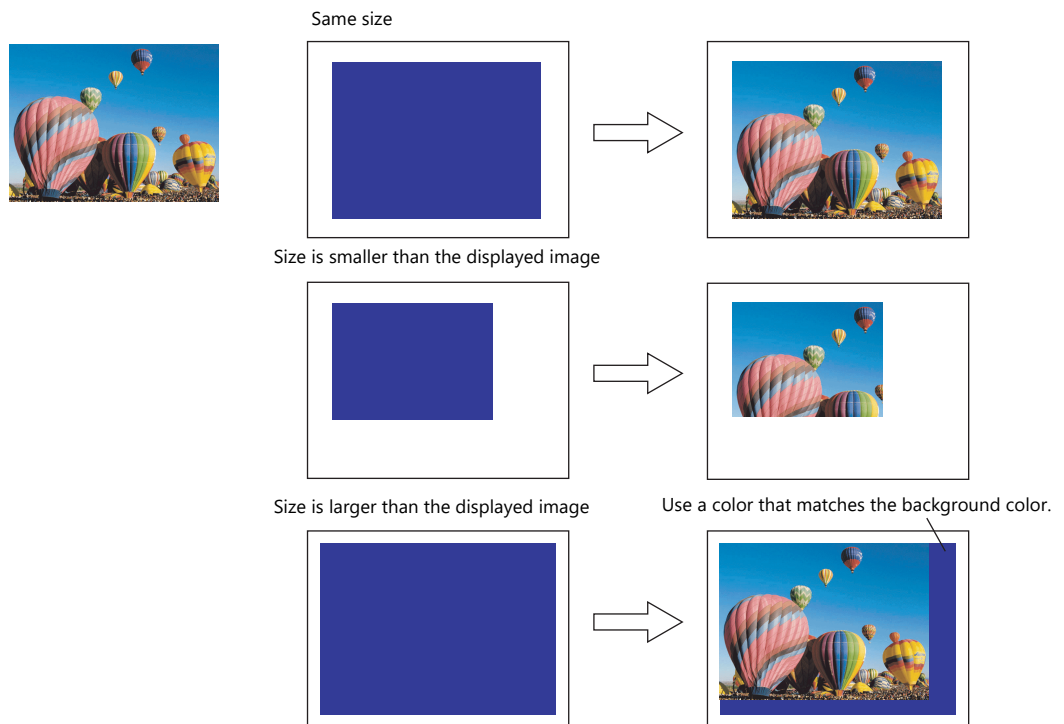 Same size
Size is smaller than the displayed image
Size is larger than the displayed image
Use a color that matches the background color.